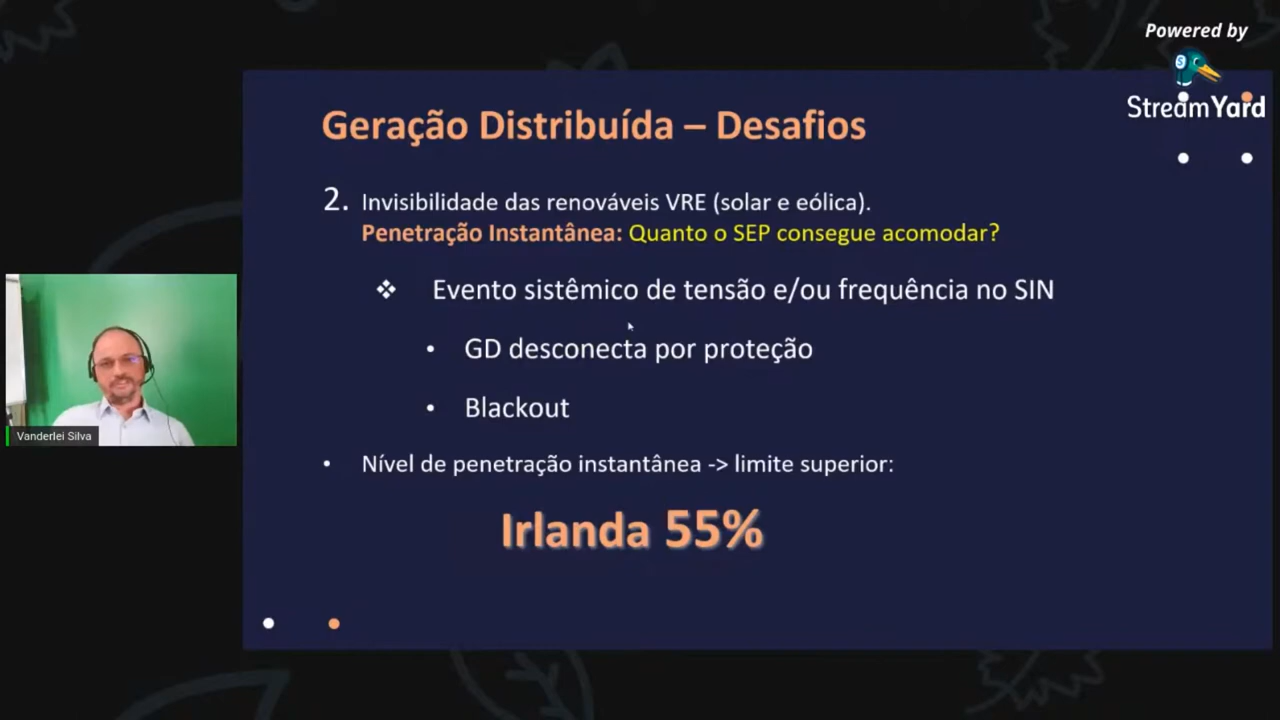 Powered by
StreamYard
Geração Distribuída – Desafios
2. Invisibilidade das renováveis VRE (solar e eólica).
Penetração Instantânea: Quanto o SEP consegue acomodar?
❖ Evento sistêmico de tensão e/ou frequência no SIN
• GD desconecta por proteção
• Blackout
• Nível de penetração instantânea -> limite superior:
Irlanda 55%
Vanderlei Silva